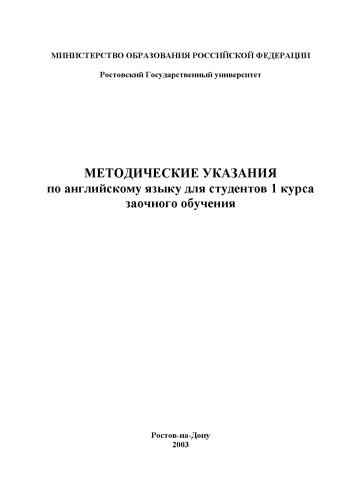 МИНИСТЕРСТВО ОБРАЗОВАНИЯ РОССИЙСКОЙ ФЕДЕРАЦИИ
Ростовский Государственный университет
МЕТОДИЧЕСКИЕ УКАЗАНИЯ
по английскому языку для студентов 1 курса
заочного обучения
Ростов-на-Дону
2003